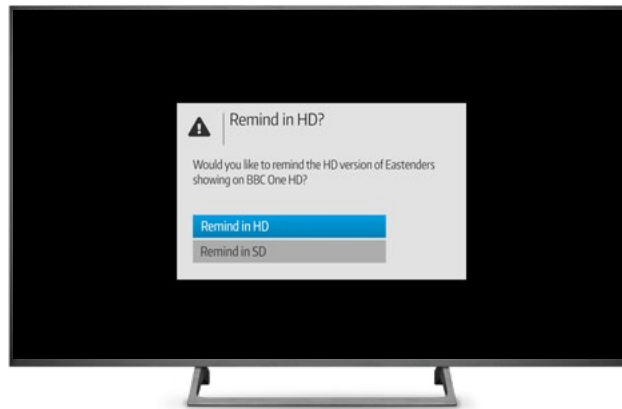 Remind in HD?
Would you like to remind the HD version of Eastenders
showing on BBC One HD?
Remind in HD
Remind in SD